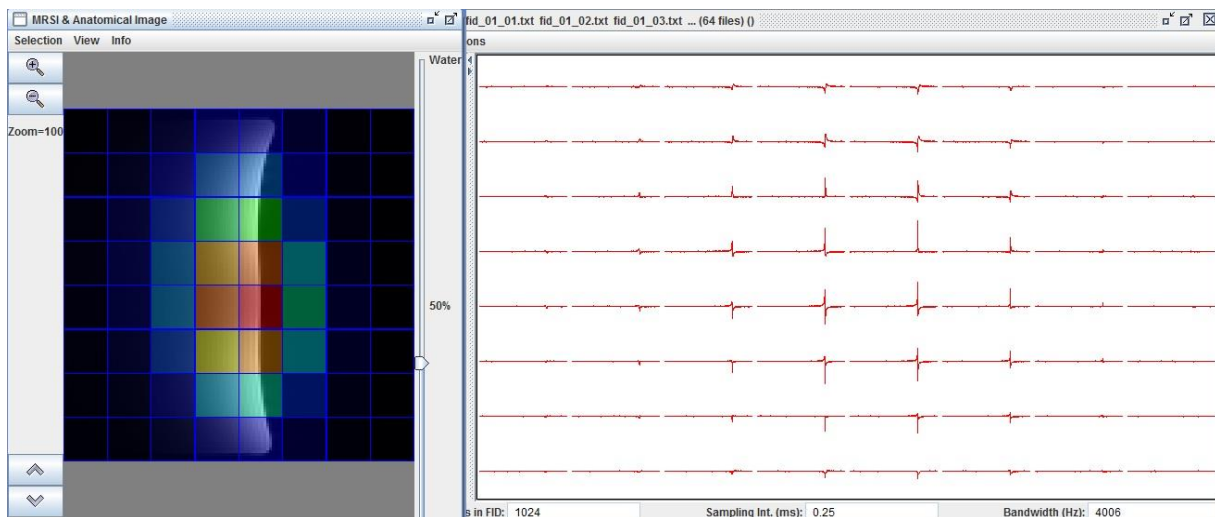 MRSI & Anatomical Image
Selection View Info
Zoom=100
Water
50%
fid_01_01.txt fid_01_02.txt fid_01_03.txt ... (64 files) ()
ons
s in FID: 1024 Sampling Int. (ms): 0.25 Bandwidth (Hz): 4006